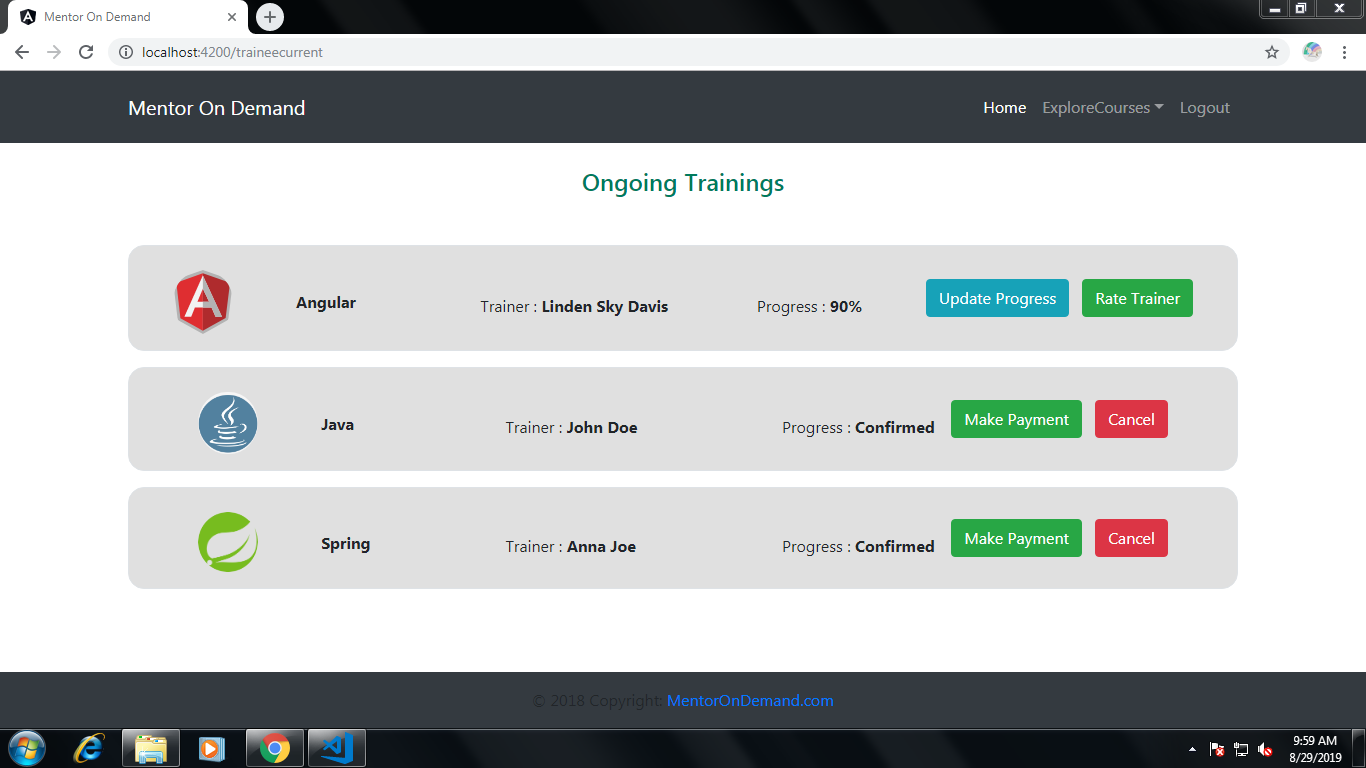 Mentor On Demand
localhost:4200/traineecurrent
Mentor On Demand Home ExploreCourses Logout
Ongoing Trainings
Angular Trainer : Linden Sky Davis Progress : 90% Update Progress Rate Trainer
Java Trainer : John Doe Progress : Confirmed Make Payment Cancel
Spring Trainer : Anna Joe Progress : Confirmed Make Payment Cancel
© 2018 Copyright: MentorOnDemand.com
9:59 AM
8/29/2019